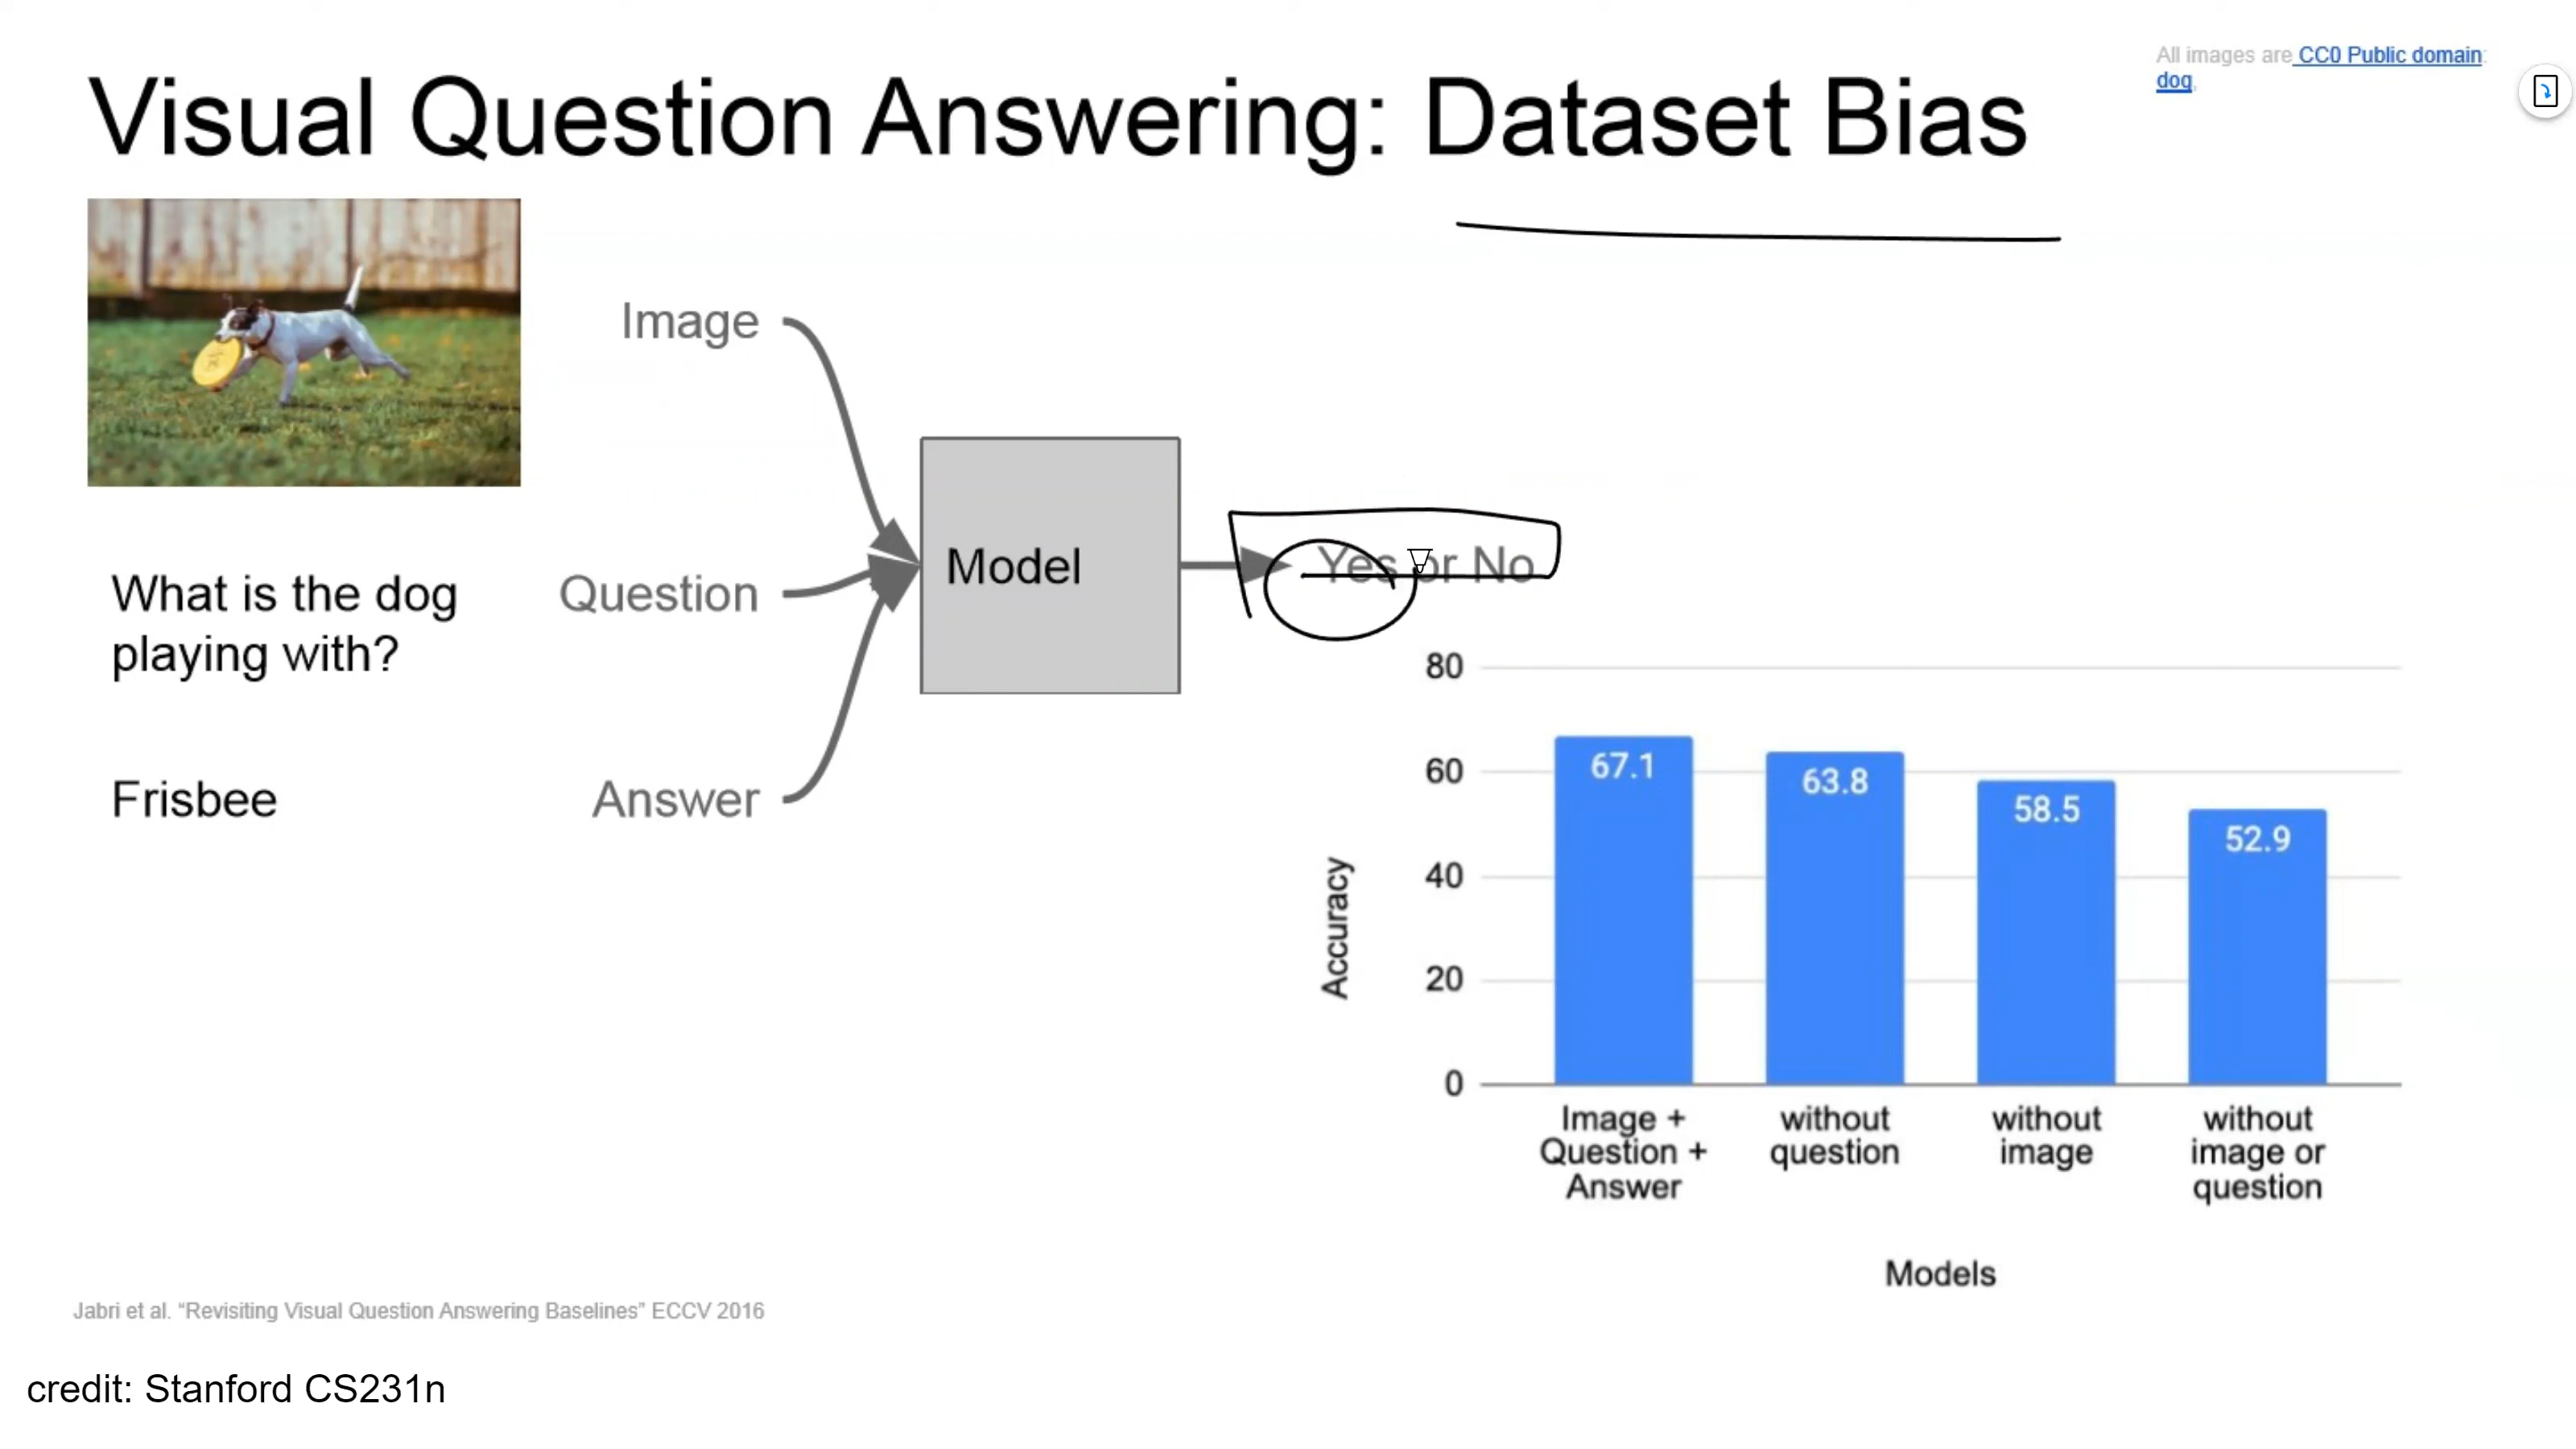 All images are CC0 Public domain:
dog,
Visual Question Answering: Dataset Bias
Image
What is the dog
playing with?
Question
Frisbee
Answer
Model
Yes or No
80
60
40
20
0
Accuracy
67.1
63.8
58.5
52.9
Image +
Question +
Answer
without
question
without
image
without
image or
question
Models
Jabri et al. “Revisiting Visual Question Answering Baselines” ECCV 2016
credit: Stanford CS231n